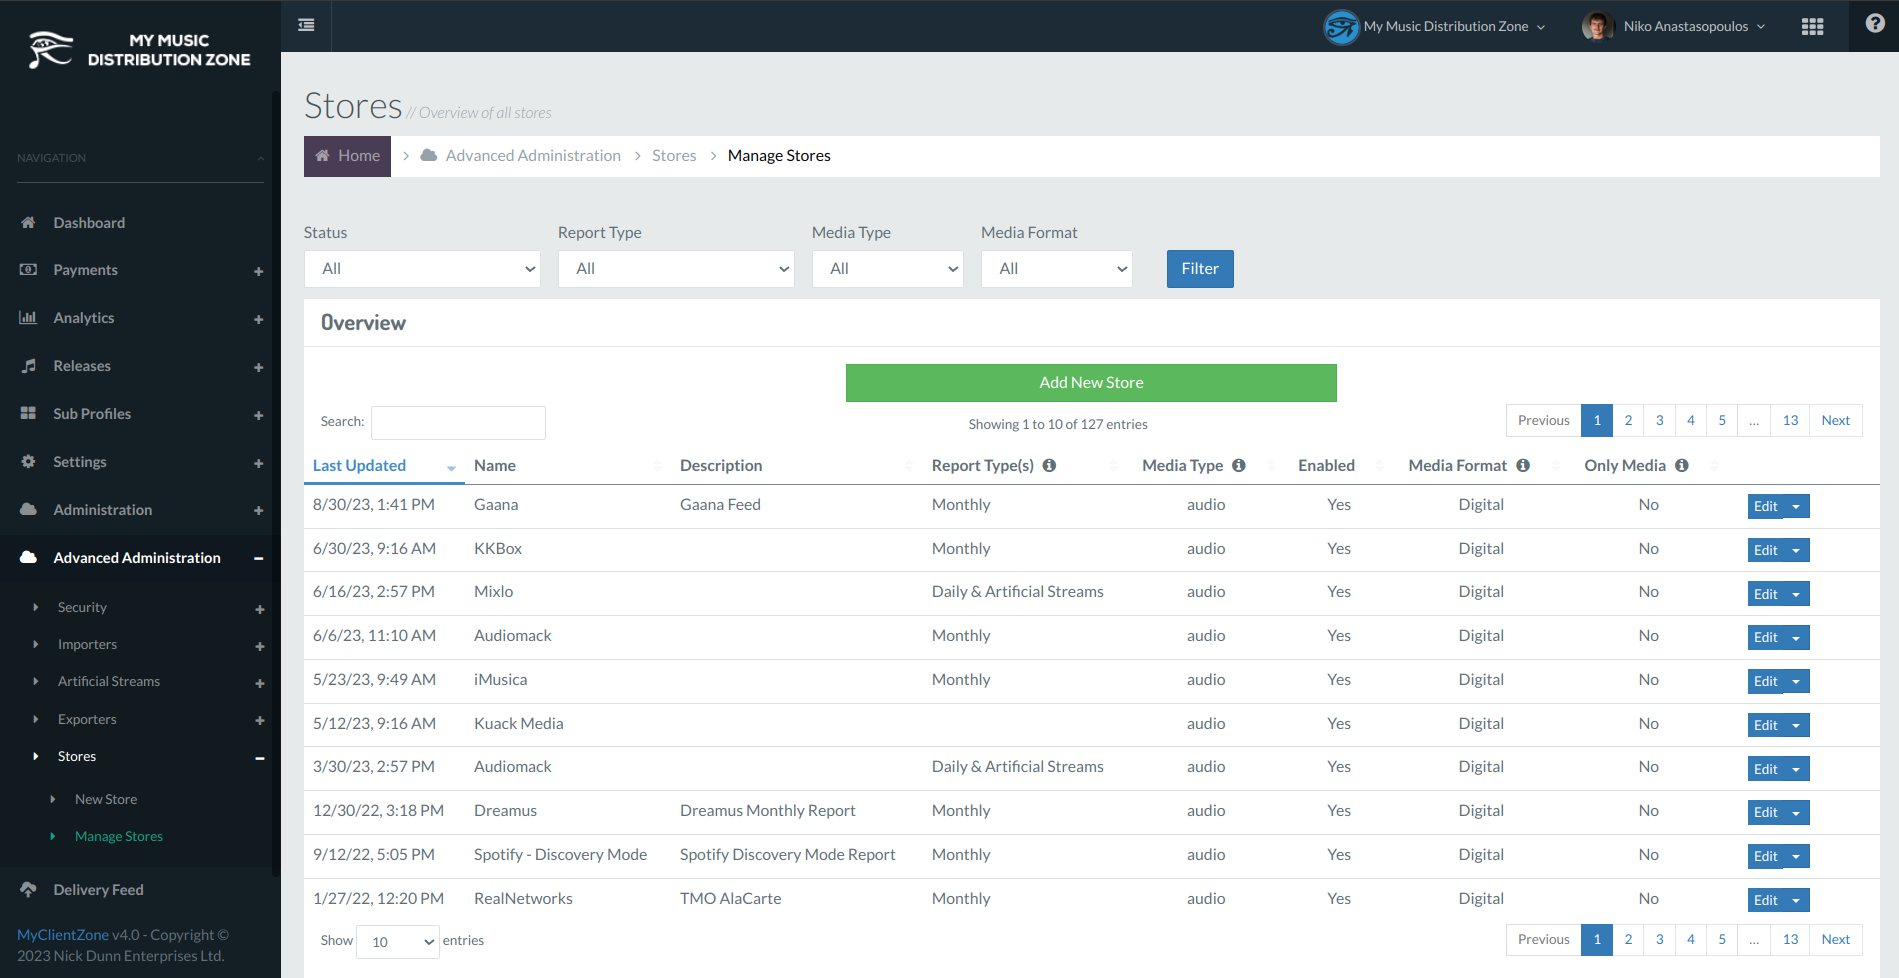 MY MUSIC
DISTRIBUTION ZONE
My Music Distribution Zone
Niko Anastasopoulos
NAVIGATION
Dashboard
Payments
Analytics
Releases
Sub Profiles
Settings
Administration
Advanced Administration
Security
Importers
Artificial Streams
Exporters
Stores
New Store
Manage Stores
Delivery Feed
MyClientZone v4.0 - Copyright ©
2023 Nick Dunn Enterprises Ltd.
Stores // Overview of all stores
Home > Advanced Administration > Stores > Manage Stores
Status Report Type Media Type Media Format
All All All All Filter
Overview
Add New Store
Search: Showing 1 to 10 of 127 entries Previous 1 2 3 4 5 ... 13 Next
Last Updated Name Description Report Type(s) Media Type Enabled Media Format Only Media
8/30/23, 1:41 PM Gaana Gaana Feed Monthly audio Yes Digital No Edit
6/30/23, 9:16 AM KKBox Monthly audio Yes Digital No Edit
6/16/23, 2:57 PM Mixlo Daily & Artificial Streams audio Yes Digital No Edit
6/6/23, 11:10 AM Audiomack Monthly audio Yes Digital No Edit
5/23/23, 9:49 AM iMusica Monthly audio Yes Digital No Edit
5/12/23, 9:16 AM Kuack Media audio Yes Digital No Edit
3/30/23, 2:57 PM Audiomack Daily & Artificial Streams audio Yes Digital No Edit
12/30/22, 3:18 PM Dreamus Dreamus Monthly Report Monthly audio Yes Digital No Edit
9/12/22, 5:05 PM Spotify - Discovery Mode Spotify Discovery Mode Report Monthly audio Yes Digital No Edit
1/27/22, 12:20 PM RealNetworks TMO AlaCarte Monthly audio Yes Digital No Edit
Show 10 entries Previous 1 2 3 4 5 ... 13 Next